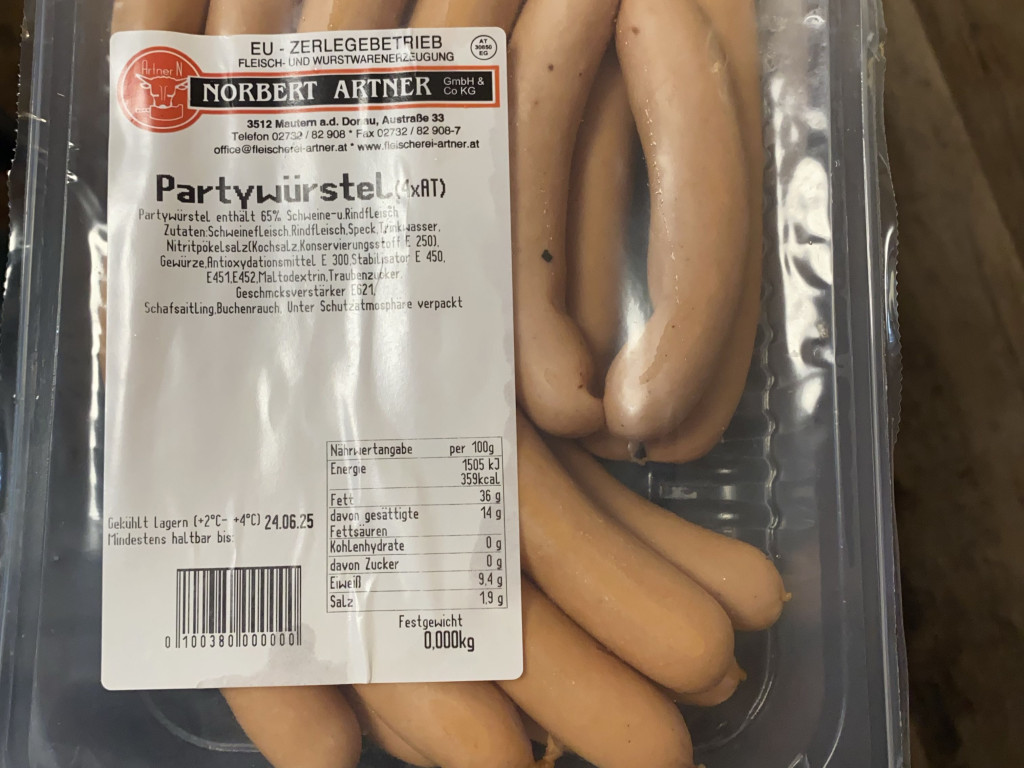 EU - ZERLEGEBETRIEB
FLEISCH- UND WURSTWARENERZEUGUNG
AT
30650
EG
Artner N
NORBERT ARTNER GmbH & Co KG
3512 Mautern a.d. Donau, Austraße 33
Telefon 02732 / 82 908 * Fax 02732 / 82 908-7
office@fleischerei-artner.at * www.fleischerei-artner.at
Partywürstel (4xAT)
Partywürstel enthält 65% Schweine-u.Rindfleisch
Zutaten:Schweinefleisch,Rindfleisch,Speck,Trinkwasser,
Nitritpökelsalz(Kochsalz,Konservierungsstoff E 250),
Gewürze,Antioxydationsmittel E 300,Stabilisator E 450,
E451,E452,Maltodextrin,Traubenzucker,
Geschmcksverstärker E621,
Schafsaitling,Buchenrauch, Unter Schutzatmosphäre verpackt
Nährwertangabe per 100g
Energie 1505 kJ
359kcal
Fett 36 g
davon gesättigte 14 g
Fettsäuren
Kohlenhydrate 0 g
davon Zucker 0 g
Eiweiß 9,4 g
Salz 1,9 g
Gekühlt Lagern (+2°C- +4°C) 24.06.25
Mindestens haltbar bis:
0 100380 000000
Festgewicht
0,000kg